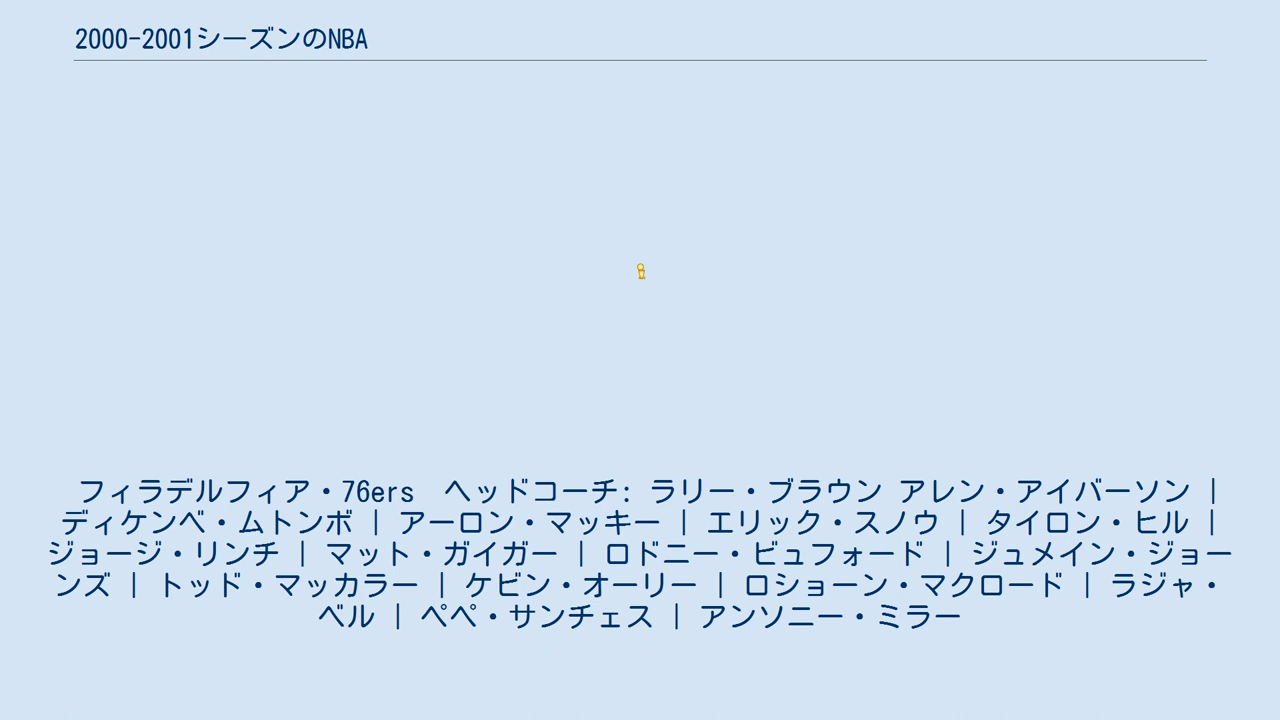 2000-2001シーズンのNBA
フィラデルフィア・76ers　ヘッドコーチ: ラリー・ブラウン アレン・アイバーソン |
ディケンベ・ムトンボ | アーロン・マッキー | エリック・スノウ | タイロン・ヒル |
ジョージ・リンチ | マット・ガイガー | ロドニー・ビュフォード | ジュメイン・ジョー
ンズ | トッド・マッカラー | ケビン・オーリー | ロショーン・マクロード | ラジャ・
ベル | ペペ・サンチェス | アンソニー・ミラー